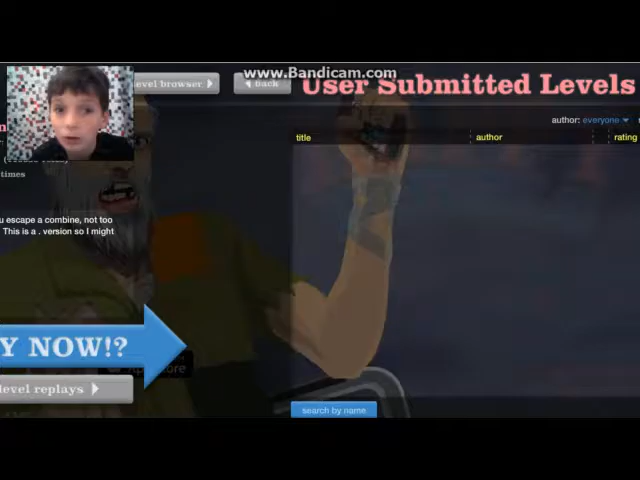 www.Bandicam.com
level browser
back
User Submitted Levels
author: everyone
title
author
rating
times
u escape a combine, not too
This is a . version so I might
Y NOW!?
level replays
search by name